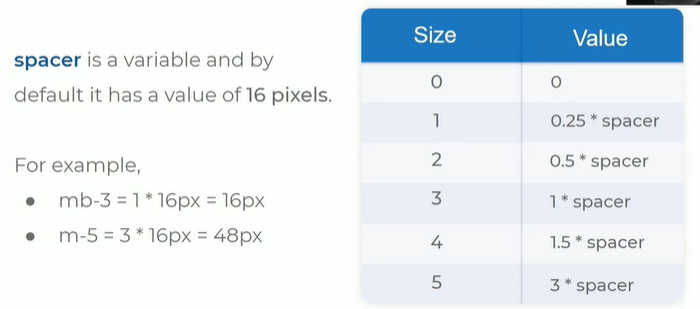 spacer is a variable and by
default it has a value of 16 pixels.
For example,
● mb-3 = 1 * 16px = 16px
● m-5 = 3 * 16px = 48px
Size Value
0 0
1 0.25 * spacer
2 0.5 * spacer
3 1 * spacer
4 1.5 * spacer
5 3 * spacer